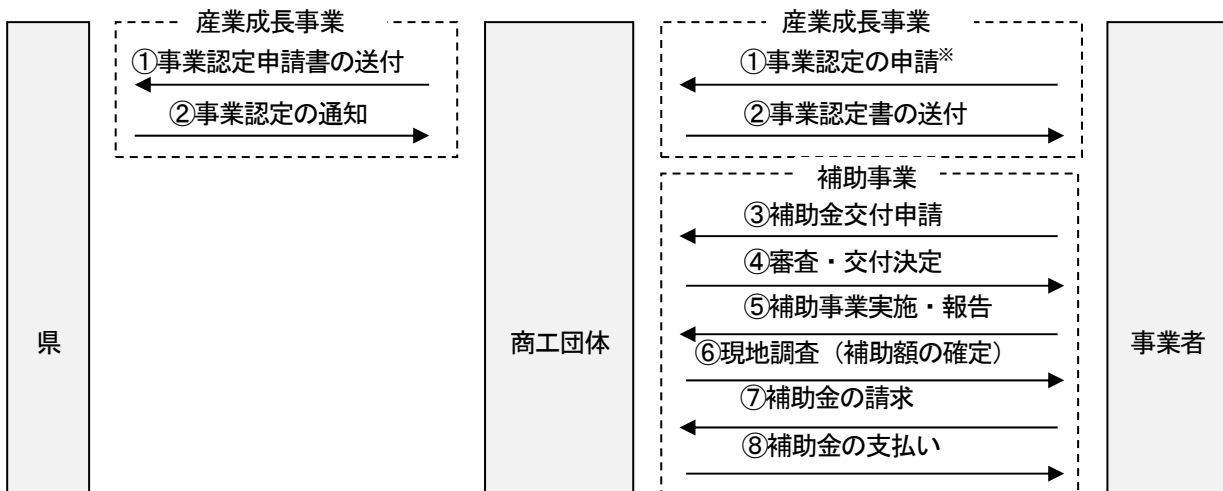 産業成長事業
①事業認定申請書の送付
②事業認定の通知
産業成長事業
①事業認定の申請※
②事業認定書の送付
補助事業
③補助金交付申請
④審査・交付決定
⑤補助事業実施・報告
⑥現地調査（補助額の確定）
⑦補助金の請求
⑧補助金の支払い
県
商工団体
事業者